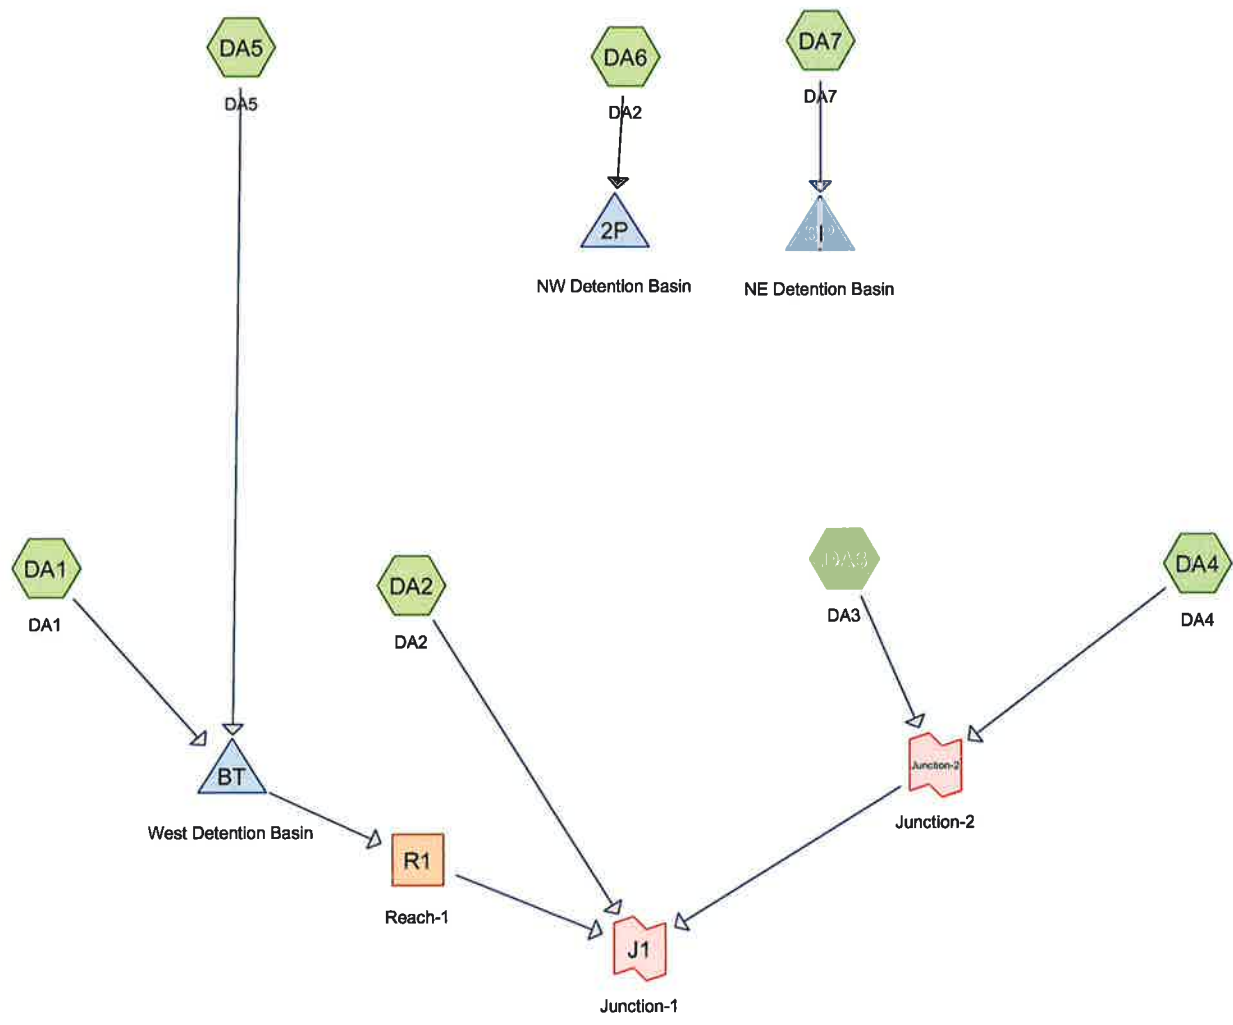 DA5
DA5
DA6
DA2
DA7
DA7
2P
NW Detention Basin
NE Detention Basin
DA1
DA1
DA2
DA2
DA3
DA3
DA4
DA4
BT
West Detention Basin
R1
Reach-1
Junction-2
Junction-2
J1
Junction-1